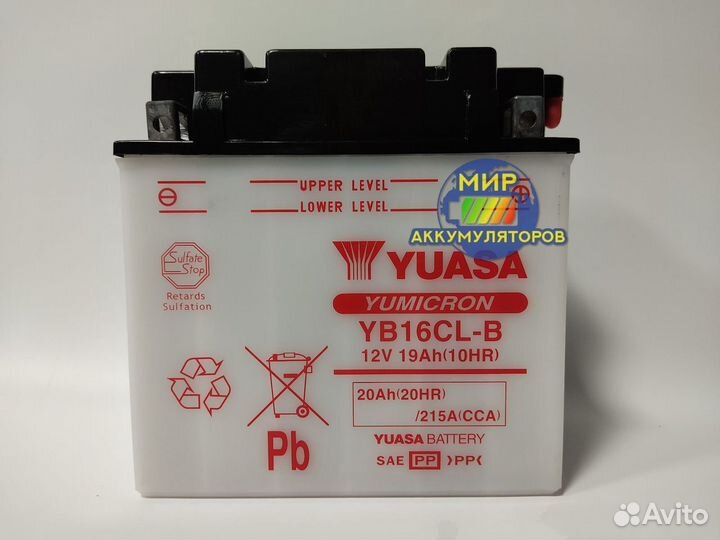 UPPER LEVEL
LOWER LEVEL
МИР
АККУМУЛЯТОРОВ
Sulfate
Stop
Retards
Sulfation
YUASA
YUMICRON
YB16CL-B
12V 19Ah(10HR)
20Ah(20HR)
/215A(CCA)
Pb
YUASA BATTERY
SAE PP >PP<
Avito